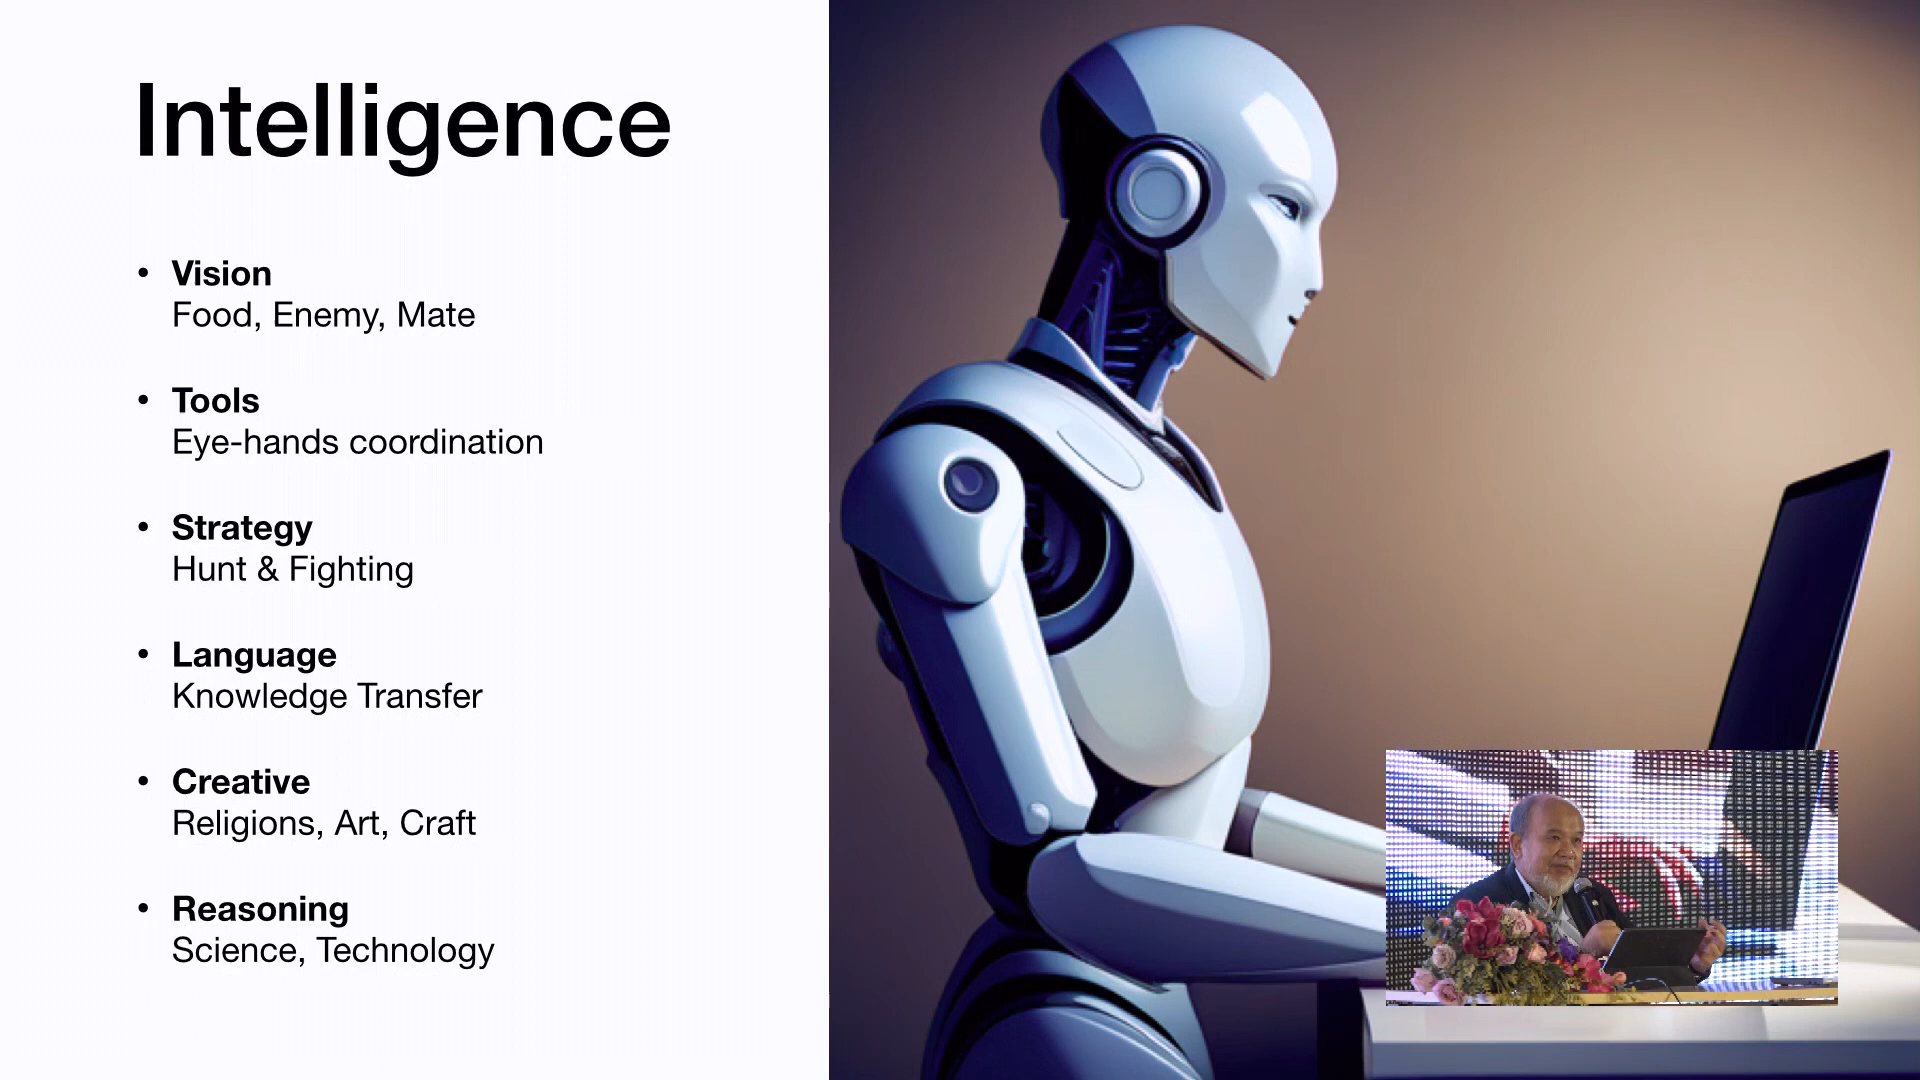 Intelligence
• Vision
Food, Enemy, Mate
• Tools
Eye-hands coordination
• Strategy
Hunt & Fighting
• Language
Knowledge Transfer
• Creative
Religions, Art, Craft
• Reasoning
Science, Technology